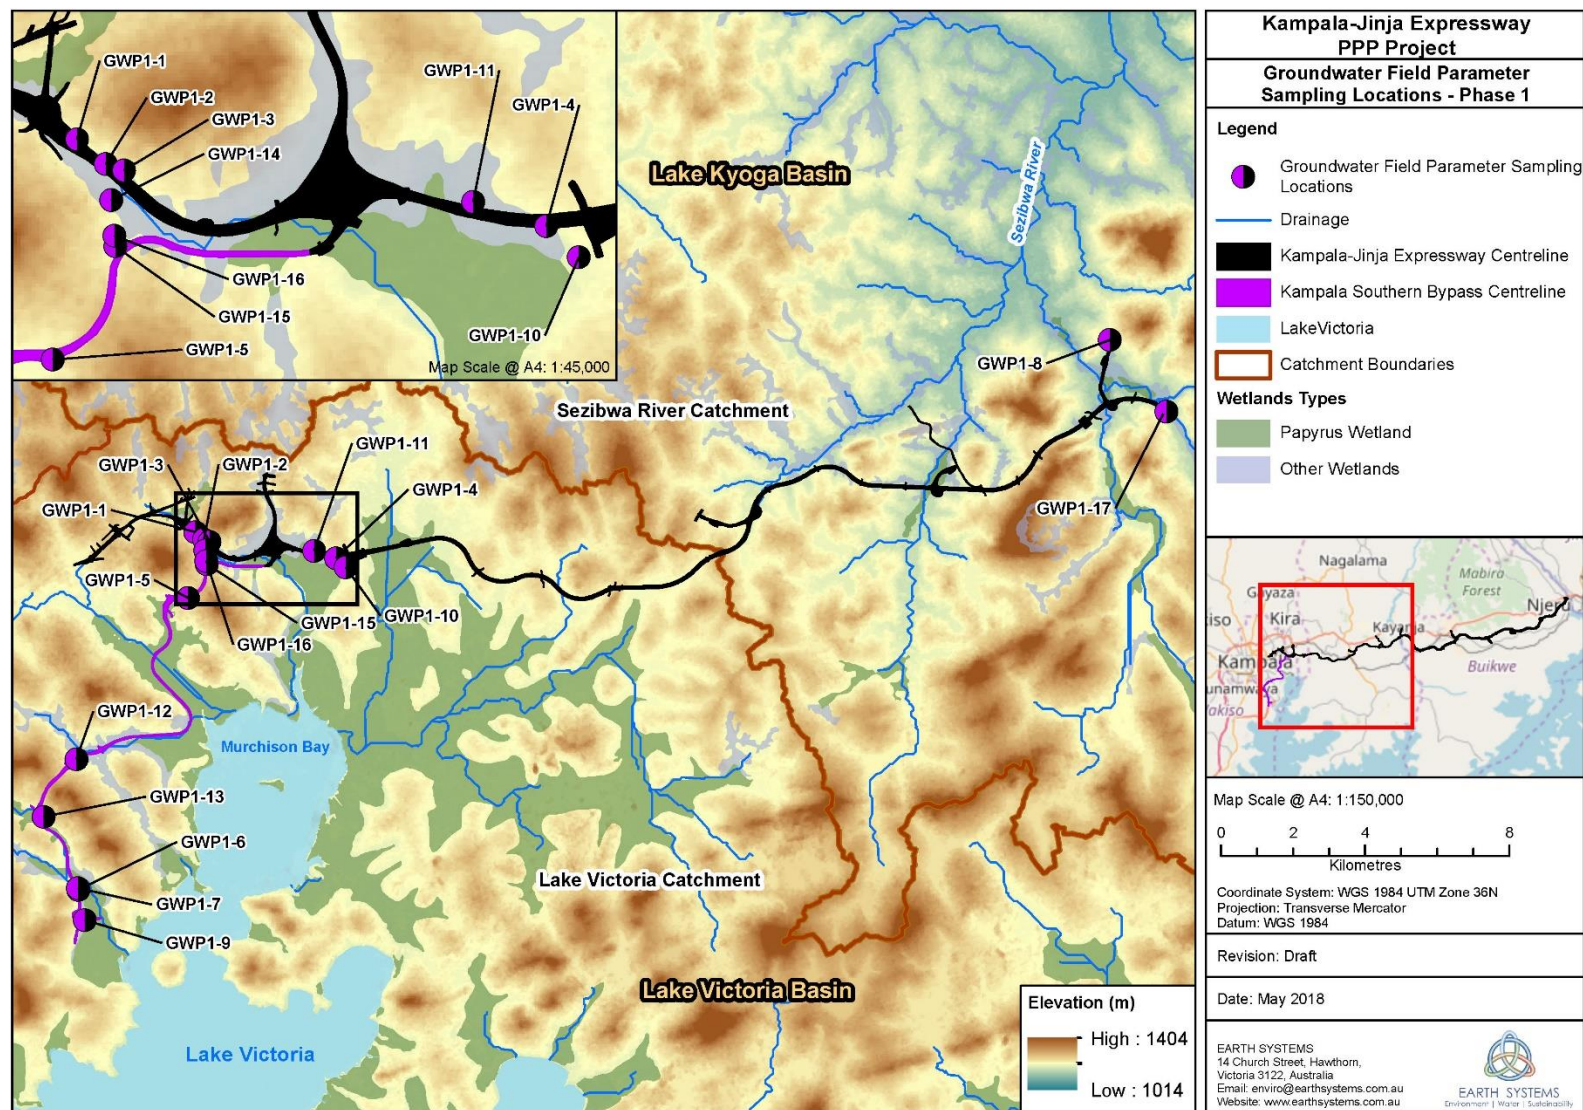 GWP1-1
GWP1-2
GWP1-3
GWP1-14
GWP1-11
GWP1-4
GWP1-16
GWP1-15
GWP1-10
GWP1-5
Map Scale @ A4: 1:45,000
Lake Kyoga Basin
Sezibwa River
GWP1-8
Sezibwa River Catchment
GWP1-11
GWP1-3
GWP1-2
GWP1-4
GWP1-1
GWP1-17
GWP1-5
GWP1-15
GWP1-10
GWP1-16
GWP1-12
Murchison Bay
GWP1-13
GWP1-6
Lake Victoria Catchment
GWP1-7
GWP1-9
Lake Victoria Basin
Lake Victoria
Elevation (m)
High : 1404
Low : 1014
Kampala-Jinja Expressway
PPP Project
Groundwater Field Parameter
Sampling Locations - Phase 1
Legend
Groundwater Field Parameter Sampling
Locations
Drainage
Kampala-Jinja Expressway Centreline
Kampala Southern Bypass Centreline
LakeVictoria
Catchment Boundaries
Wetlands Types
Papyrus Wetland
Other Wetlands
Nagalama
Mabira
Forest
Gayaza
Kira
Njeru
Kampala
Buikwe
Map Scale @ A4: 1:150,000
0 2 4 8
Kilometres
Coordinate System: WGS 1984 UTM Zone 36N
Projection: Transverse Mercator
Datum: WGS 1984
Revision: Draft
Date: May 2018
EARTH SYSTEMS
14 Church Street, Hawthorn,
Victoria 3122, Australia
Email: enviro@earthsystems.com.au
Website: www.earthsystems.com.au
EARTH SYSTEMS
Environment | Water | Sustainability